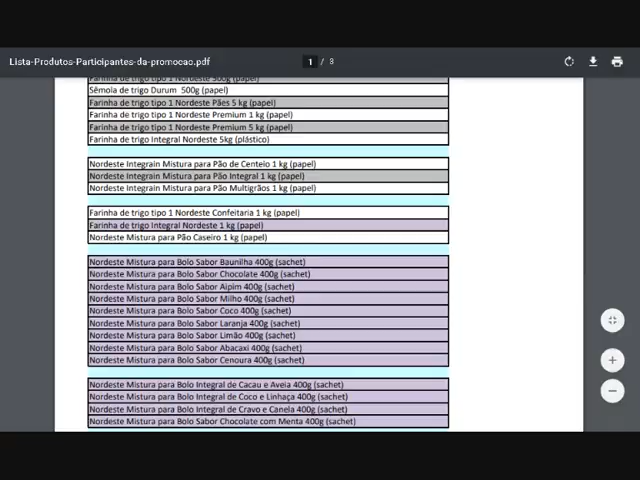 Lista-Produtos-Participantes-da-promocao.pdf
1 / 3
Farinha de trigo tipo 1 Nordeste 500g (papel)
Sêmola de trigo Durum 500g (papel)
Farinha de trigo tipo 1 Nordeste Pães 5 kg (papel)
Farinha de trigo tipo 1 Nordeste Premium 1 kg (papel)
Farinha de trigo tipo 1 Nordeste Premium 5 kg (papel)
Farinha de trigo Integral Nordeste 5kg (plástico)
Nordeste Integrain Mistura para Pão de Centeio 1 kg (papel)
Nordeste Integrain Mistura para Pão Integral 1 kg (papel)
Nordeste Integrain Mistura para Pão Multigrãos 1 kg (papel)
Farinha de trigo tipo 1 Nordeste Confeitaria 1 kg (papel)
Farinha de trigo Integral Nordeste 1 kg (papel)
Nordeste Mistura para Pão Caseiro 1 kg (papel)
Nordeste Mistura para Bolo Sabor Baunilha 400g (sachet)
Nordeste Mistura para Bolo Sabor Chocolate 400g (sachet)
Nordeste Mistura para Bolo Sabor Aipim 400g (sachet)
Nordeste Mistura para Bolo Sabor Milho 400g (sachet)
Nordeste Mistura para Bolo Sabor Coco 400g (sachet)
Nordeste Mistura para Bolo Sabor Laranja 400g (sachet)
Nordeste Mistura para Bolo Sabor Limão 400g (sachet)
Nordeste Mistura para Bolo Sabor Abacaxi 400g (sachet)
Nordeste Mistura para Bolo Sabor Cenoura 400g (sachet)
Nordeste Mistura para Bolo Integral de Cacau e Aveia 400g (sachet)
Nordeste Mistura para Bolo Integral de Coco e Linhaça 400g (sachet)
Nordeste Mistura para Bolo Integral de Cravo e Canela 400g (sachet)
Nordeste Mistura para Bolo Sabor Chocolate com Menta 400g (sachet)